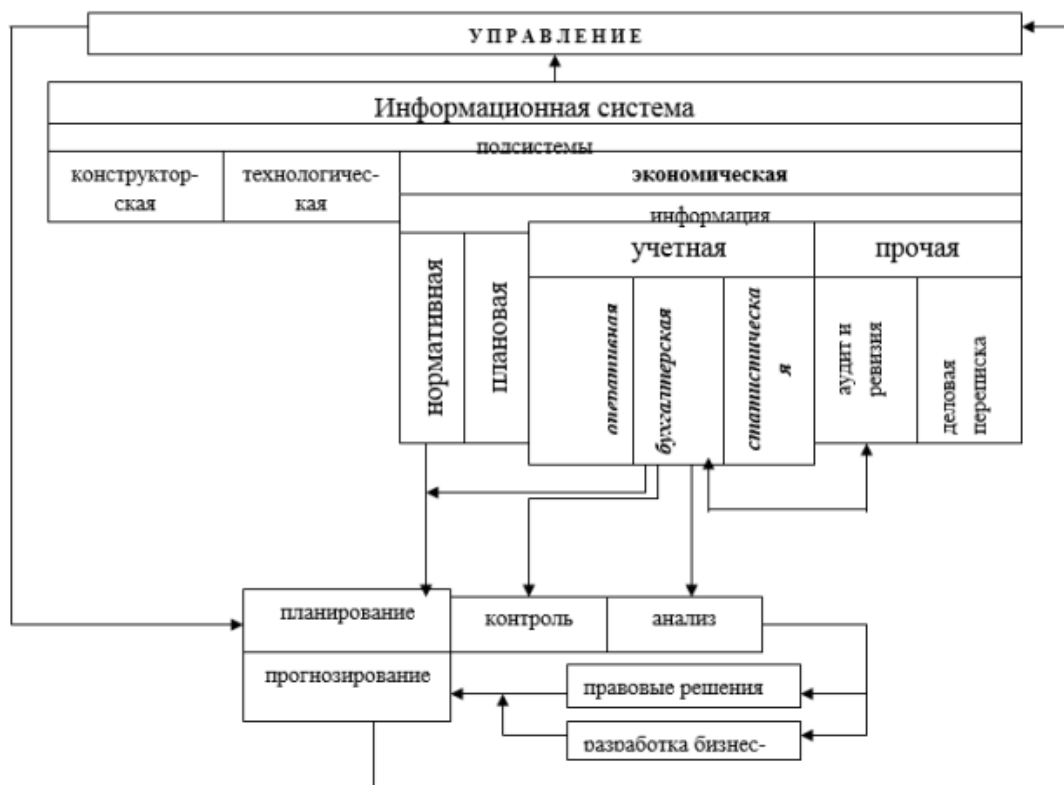 УПРАВЛЕНИЕ
Информационная система
подсистемы
конструктор-
ская
технологичес-
кая
экономическая
информация
нормативная
плановая
учетная
прочая
оперативная
бухгалтерская
статистическа
я
аудит и
ревизия
деловая
переписка
планирование
контроль
анализ
прогнозирование
правовые решения
разработка бизнес-